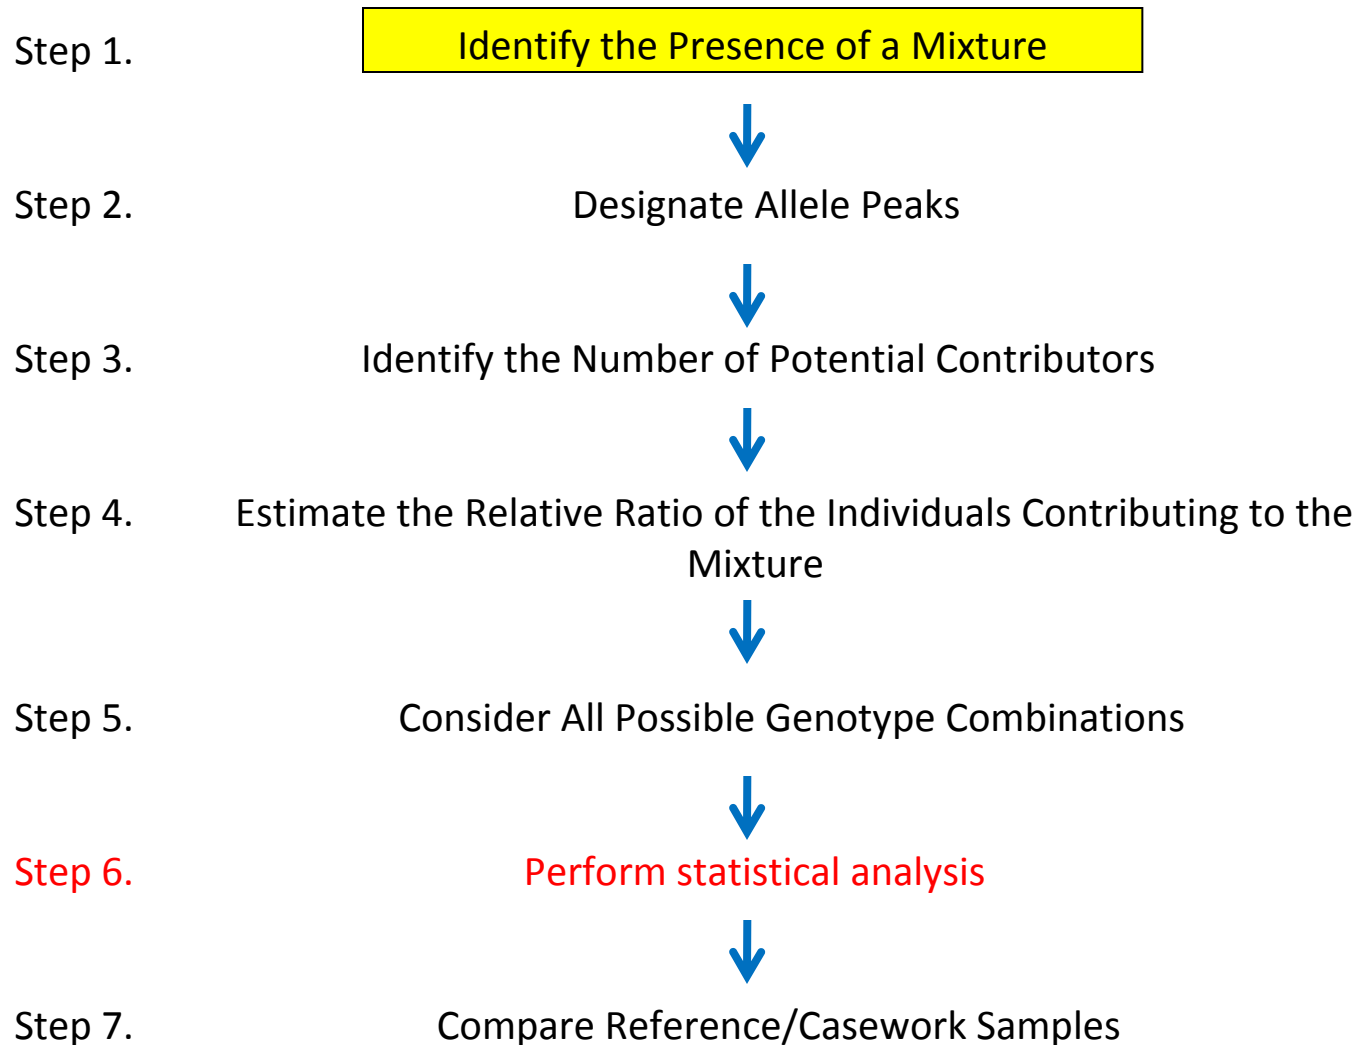 Step 1. Identify the Presence of a Mixture
Step 2. Designate Allele Peaks
Step 3. Identify the Number of Potential Contributors
Step 4. Estimate the Relative Ratio of the Individuals Contributing to the
Mixture
Step 5. Consider All Possible Genotype Combinations
Step 6. Perform statistical analysis
Step 7. Compare Reference/Casework Samples